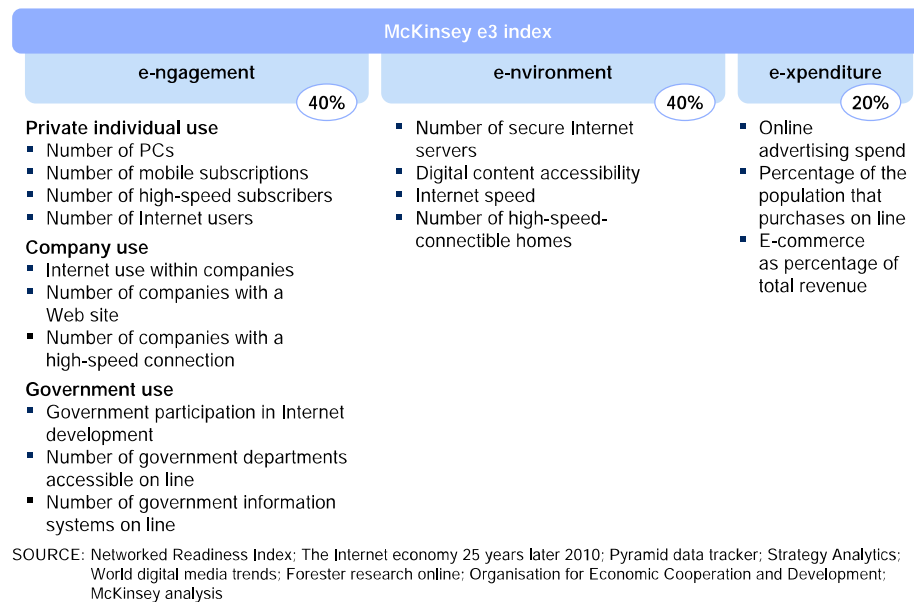 McKinsey e3 index
e-ngagement
40%
Private individual use
▪ Number of PCs
▪ Number of mobile subscriptions
▪ Number of high-speed subscribers
▪ Number of Internet users
Company use
▪ Internet use within companies
▪ Number of companies with a
Web site
▪ Number of companies with a
high-speed connection
Government use
▪ Government participation in Internet
development
▪ Number of government departments
accessible on line
▪ Number of government information
systems on line
e-nvironment
40%
▪ Number of secure Internet
servers
▪ Digital content accessibility
▪ Internet speed
▪ Number of high-speed-
connectible homes
e-xpenditure
20%
▪ Online
advertising spend
▪ Percentage of the
population that
purchases on line
▪ E-commerce
as percentage of
total revenue
SOURCE: Networked Readiness Index; The Internet economy 25 years later 2010; Pyramid data tracker; Strategy Analytics;
World digital media trends; Forester research online; Organisation for Economic Cooperation and Development;
McKinsey analysis